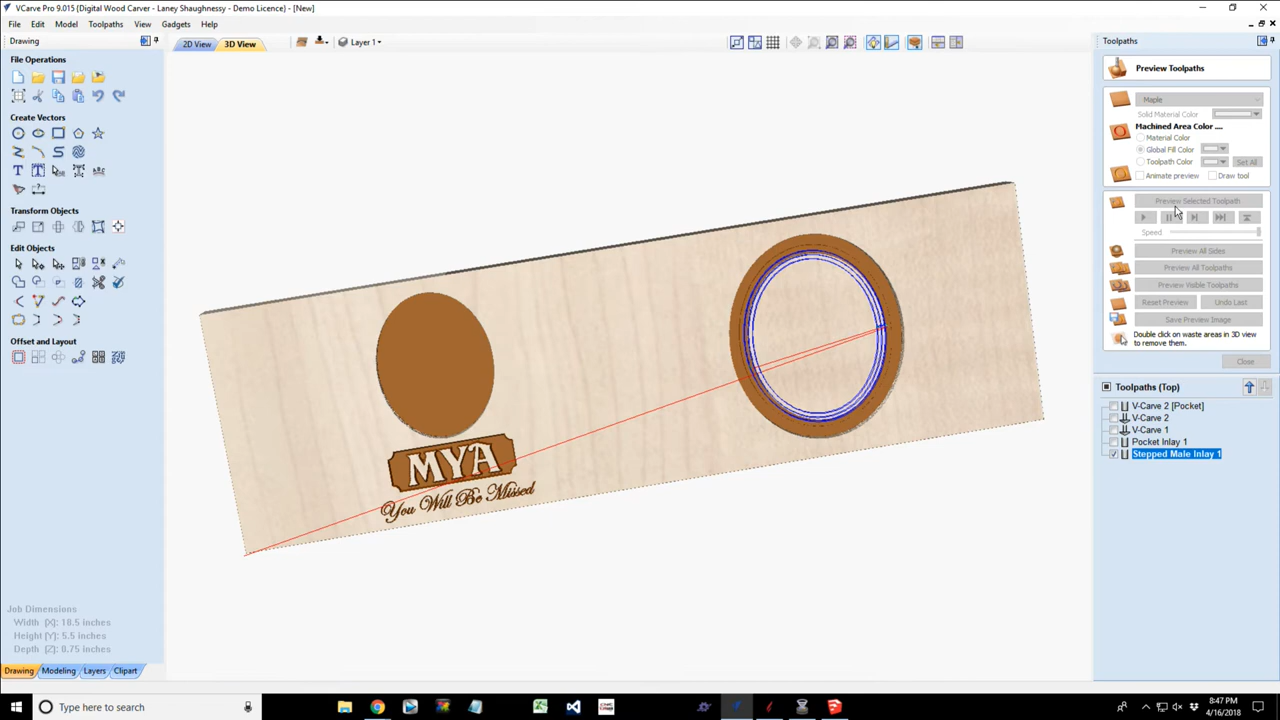 VCarve Pro 9.015 {Digital Wood Carver - Laney Shaughnessy - Demo Licence} - [New]
File Edit Model Toolpaths View Gadgets Help
Drawing
2D View 3D View Layer 1
Toolpaths
File Operations
Create Vectors
Transform Objects
Edit Objects
Offset and Layout
Job Dimensions
Width (X): 18.5 inches
Height (Y): 5.5 inches
Depth (Z): 0.75 inches
Drawing Modeling Layers Clipart
MYA
You Will Be Missed
Preview Toolpaths
Maple
Solid Material Color
Machined Area Color ....
Material Color
Global Fill Color
Toolpath Color Set All
Animate preview Draw tool
Preview Selected Toolpath
Speed:
Preview All Sides
Preview All Toolpaths
Preview Visible Toolpaths
Reset Preview Undo Last
Save Preview Image
Double click on waste areas in 3D view
to remove them.
Close
Toolpaths (Top)
V-Carve 2 [Pocket]
V-Carve 2
V-Carve 1
Pocket Inlay 1
Stepped Male Inlay 1
Type here to search
8:47 PM
4/16/2018